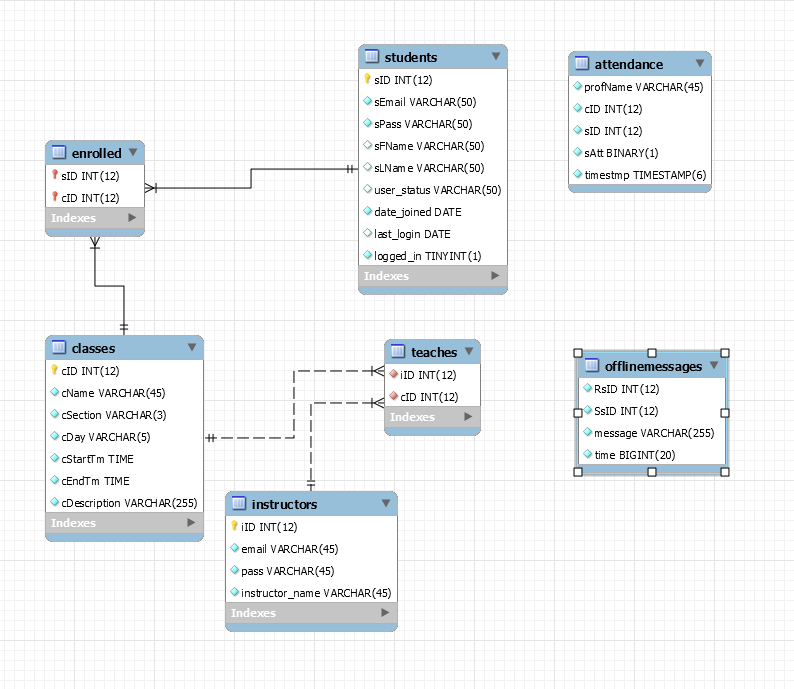 students
sID INT(12)
sEmail VARCHAR(50)
sPass VARCHAR(50)
sFName VARCHAR(50)
sLName VARCHAR(50)
user_status VARCHAR(50)
date_joined DATE
last_login DATE
logged_in TINYINT(1)
Indexes
attendance
profName VARCHAR(45)
cID INT(12)
sID INT(12)
sAtt BINARY(1)
timestmp TIMESTAMP(6)
enrolled
sID INT(12)
cID INT(12)
Indexes
classes
cID INT(12)
cName VARCHAR(45)
cSection VARCHAR(3)
cDay VARCHAR(5)
cStartTm TIME
cEndTm TIME
cDescription VARCHAR(255)
Indexes
teaches
iID INT(12)
cID INT(12)
Indexes
offlinemessages
RsID INT(12)
SsID INT(12)
message VARCHAR(255)
time BIGINT(20)
instructors
iID INT(12)
email VARCHAR(45)
pass VARCHAR(45)
instructor_name VARCHAR(45)
Indexes